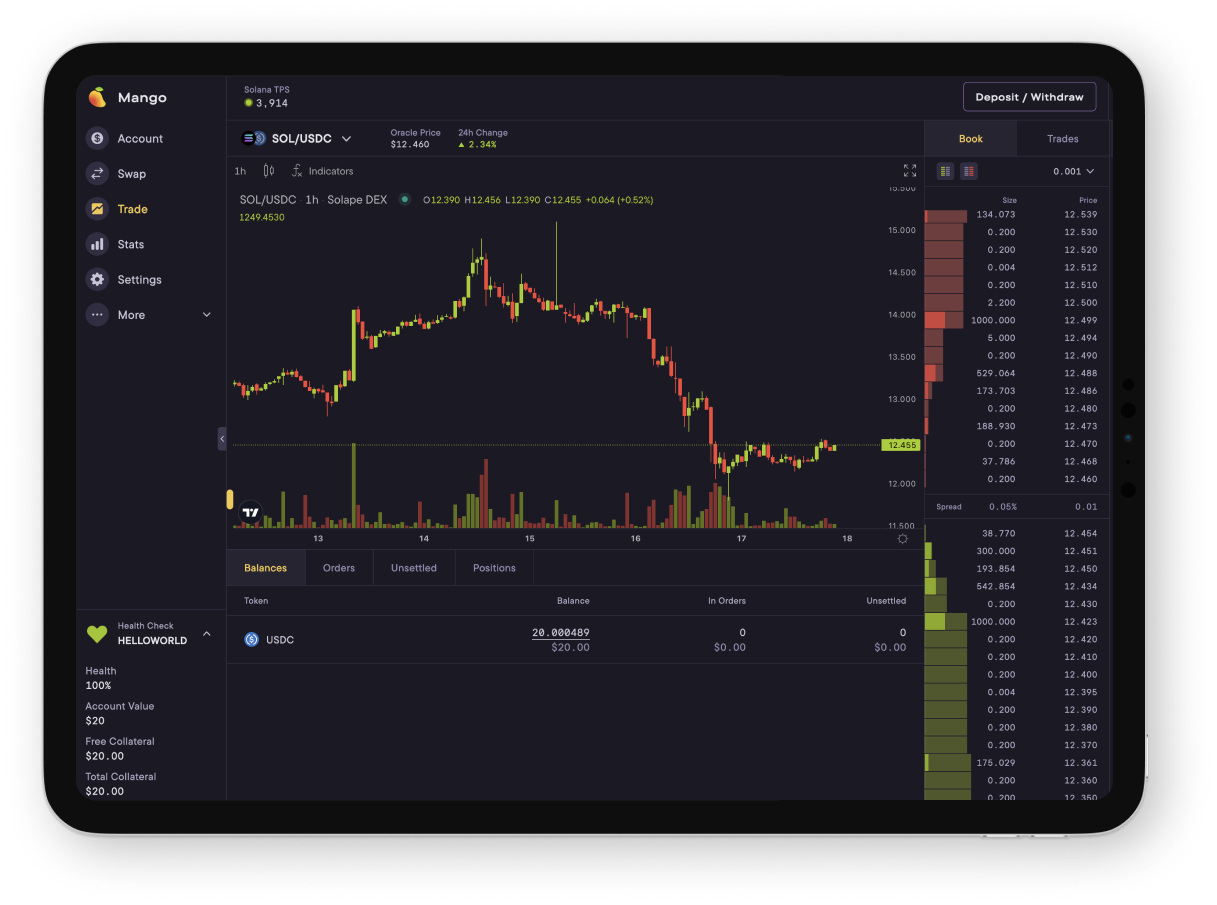 Mango
Account
Swap
Trade
Stats
Settings
More
Health Check
HELLOWORLD
Health
100%
Account Value
$20
Free Collateral
$20.00
Total Collateral
$20.00
Solana TPS
3,914
Deposit / Withdraw
SOL/USDC
Oracle Price
$12.460
24h Change
▲ 2.34%
1h
Indicators
SOL/USDC · 1h · Solape DEX O12.390 H12.456 L12.390 C12.455 +0.064 (+0.52%)
1249.4530
15.500
15.000
14.500
14.000
13.500
13.000
12.455
12.000
11.500
13 14 15 16 17 18
Balances Orders Unsettled Positions
Token Balance In Orders Unsettled
USDC 20.000489 0 0
$20.00 $0.00 $0.00
Book Trades
0.001
Size Price
134.073 12.539
0.200 12.530
0.200 12.520
0.004 12.512
0.200 12.510
2.200 12.500
1000.000 12.499
5.000 12.494
0.200 12.490
529.064 12.488
173.703 12.486
0.200 12.480
188.930 12.473
0.200 12.470
37.786 12.468
0.200 12.460
Spread 0.05% 0.01
38.770 12.454
300.000 12.451
193.854 12.450
542.854 12.434
0.200 12.430
1000.000 12.423
0.200 12.420
0.200 12.410
0.200 12.400
0.004 12.395
0.200 12.390
0.200 12.380
0.200 12.370
175.029 12.361
0.200 12.360
0.200 12.350